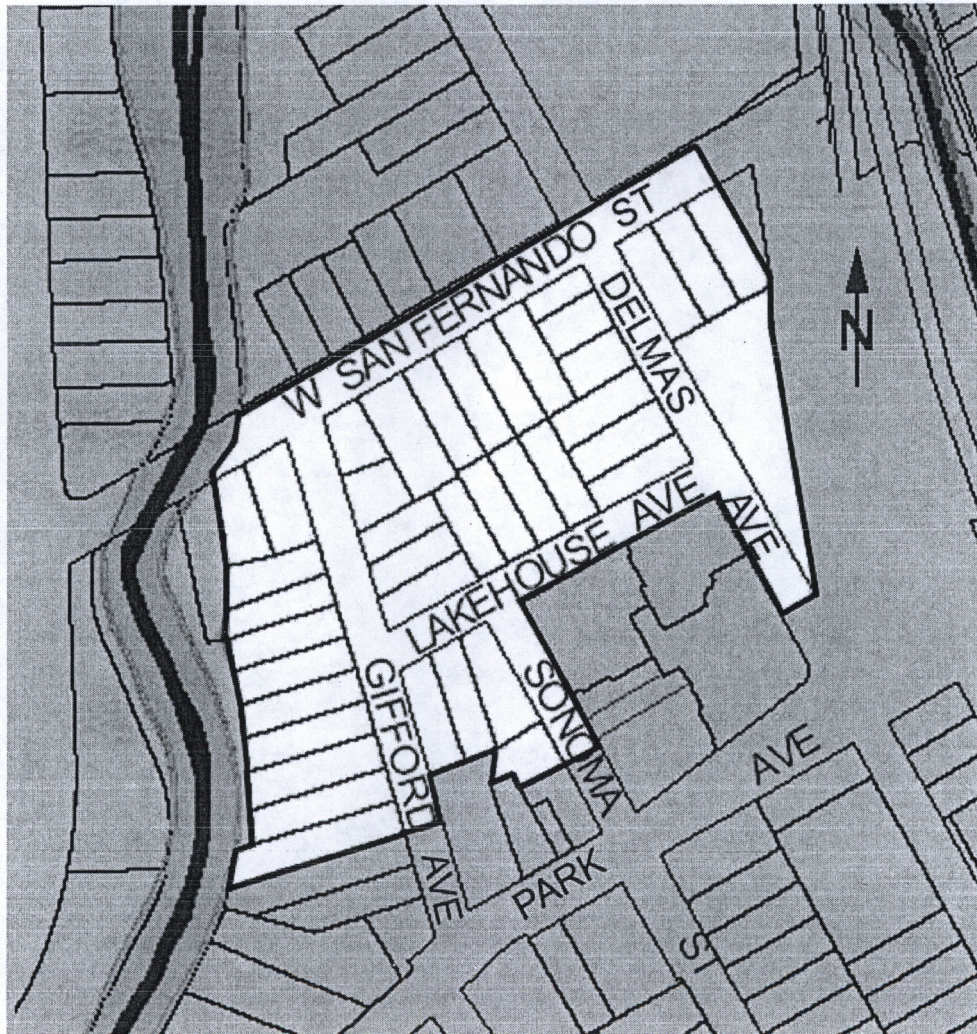 W SAN FERNANDO ST
DELMAS AVE
N
LAKEHOUSE AVE
GIFFORD AVE
SONOMA
AVE
PARK
ST